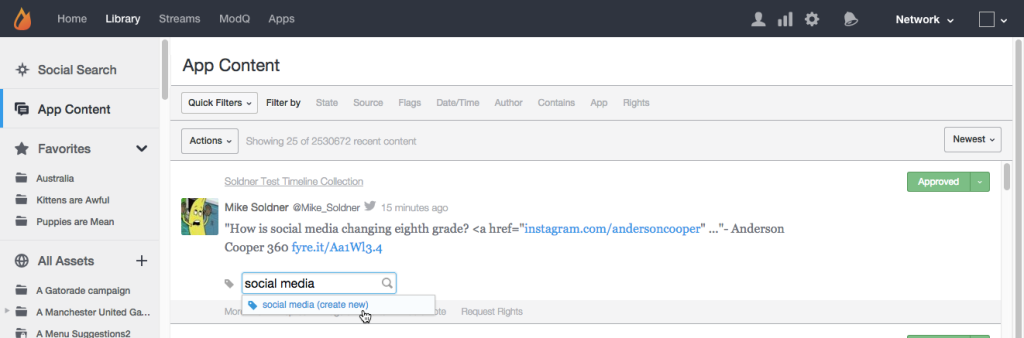 Home Library Streams ModQ Apps Network
Social Search
App Content
Favorites
Australia
Kittens are Awful
Puppies are Mean
All Assets
A Gatorade campaign
A Manchester United Ga...
A Menu Suggestions2
App Content
Quick Filters Filter by State Source Flags Date/Time Author Contains App Rights
Actions Showing 25 of 2530672 recent content Newest
Soldner Test Timeline Collection Approved
Mike Soldner @Mike_Soldner 15 minutes ago
"How is social media changing eighth grade? <a href="instagram.com/andersoncooper" ..."- Anderson
Cooper 360 fyre.it/Aa1Wl3.4
social media
social media (create new)
Request Rights